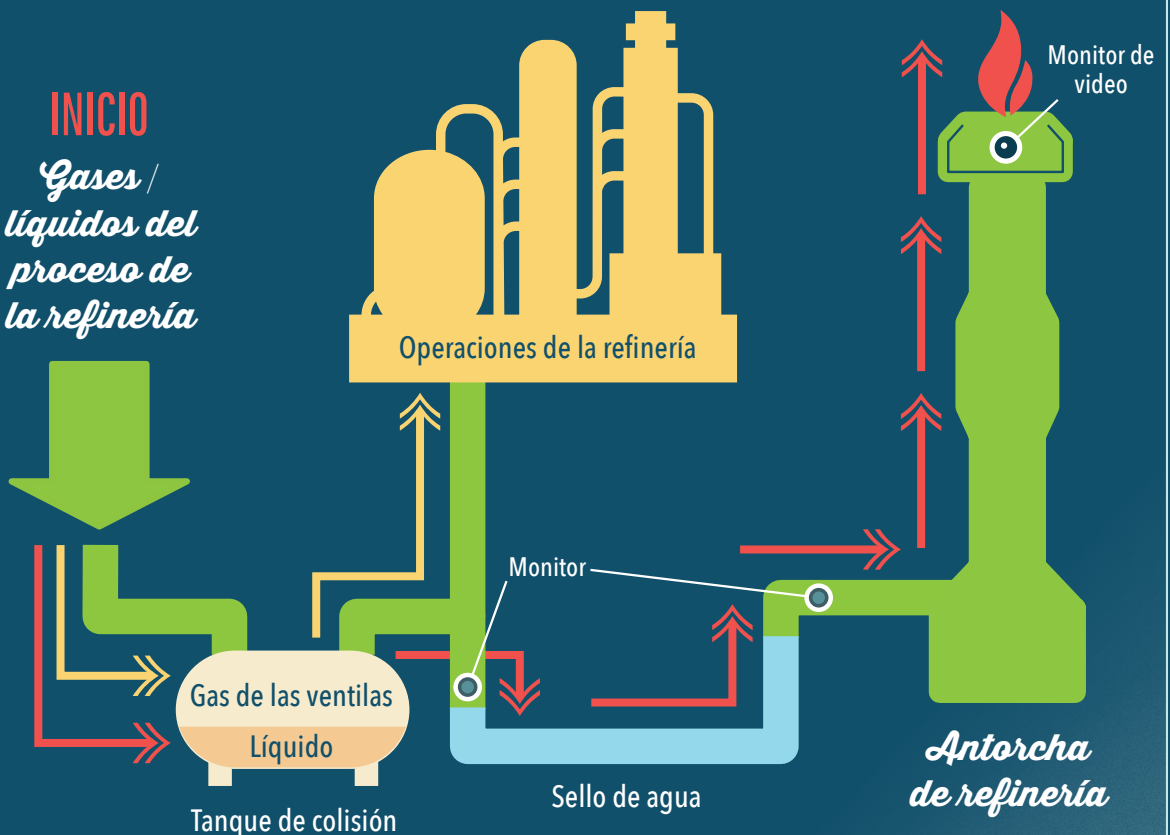 INICIO
Gases /
líquidos del
proceso de
la refinería
Operaciones de la refinería
Monitor de
video
Monitor
Gas de las ventilas
Líquido
Tanque de colisión
Sello de agua
Antorcha
de refinería